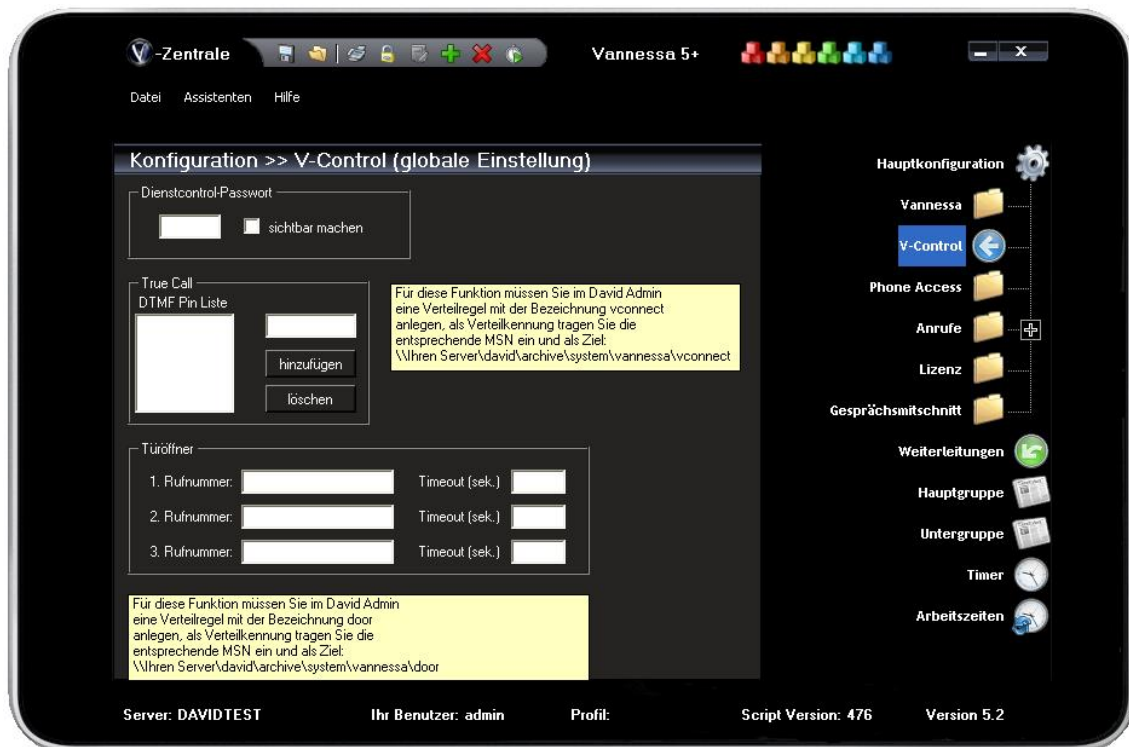 V-Zentrale
Vannessa 5+
Datei Assistenten Hilfe
Konfiguration >> V-Control (globale Einstellung)
Dienstcontrol-Passwort
sichtbar machen
True Call
DTMF Pin Liste
hinzufügen
löschen
Für diese Funktion müssen Sie im David Admin
eine Verteilregel mit der Bezeichnung vconnect
anlegen, als Verteilkennung tragen Sie die
entsprechende MSN ein und als Ziel:
\\Ihren Server\david\archive\system\vannessa\vconnect
Türöffner
1. Rufnummer: Timeout (sek.)
2. Rufnummer: Timeout (sek.)
3. Rufnummer: Timeout (sek.)
Für diese Funktion müssen Sie im David Admin
eine Verteilregel mit der Bezeichnung door
anlegen, als Verteilkennung tragen Sie die
entsprechende MSN ein und als Ziel:
\\Ihren Server\david\archive\system\vannessa\door
Hauptkonfiguration
Vannessa
V-Control
Phone Access
Anrufe
Lizenz
Gesprächsmitschnitt
Weiterleitungen
Hauptgruppe
Untergruppe
Timer
Arbeitszeiten
Server: DAVIDTEST Ihr Benutzer: admin Profil: Script Version: 476 Version 5.2